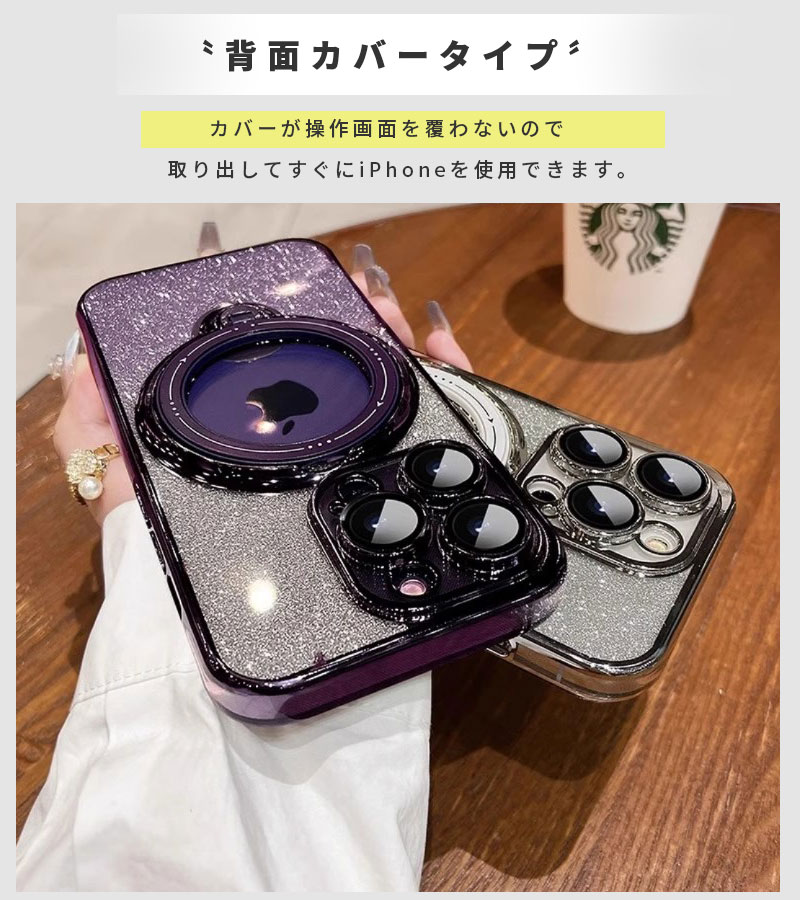 〝背面カバータイプ〞
カバーが操作画面を覆わないので
取り出してすぐにiPhoneを使用できます。